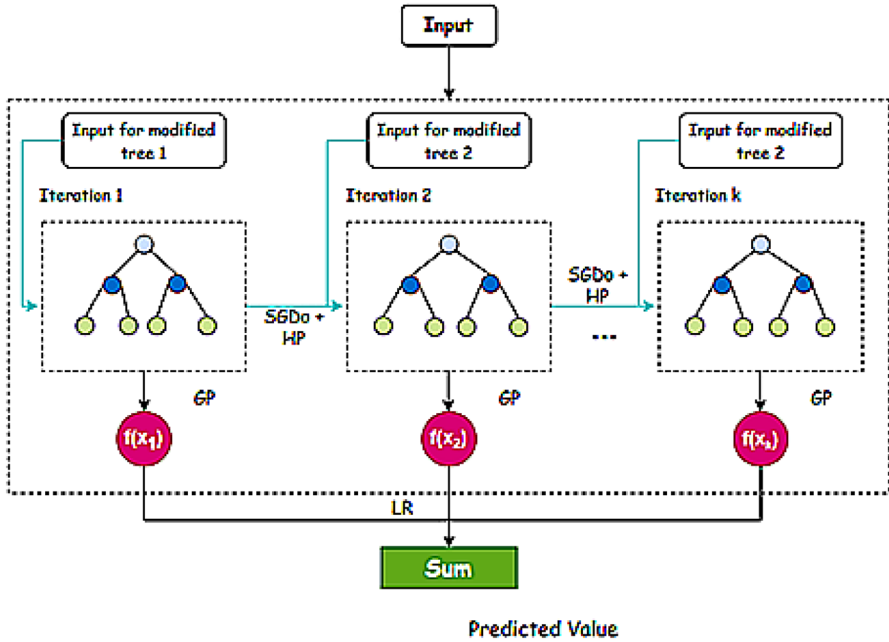 Input
Input for modified
tree 1
Input for modified
tree 2
Input for modified
tree 2
Iteration 1
Iteration 2
Iteration k
SGDo +
HP
SGDo +
HP
...
GP
GP
GP
f(x₁)
f(x₂)
f(xₖ)
LR
Sum
Predicted Value